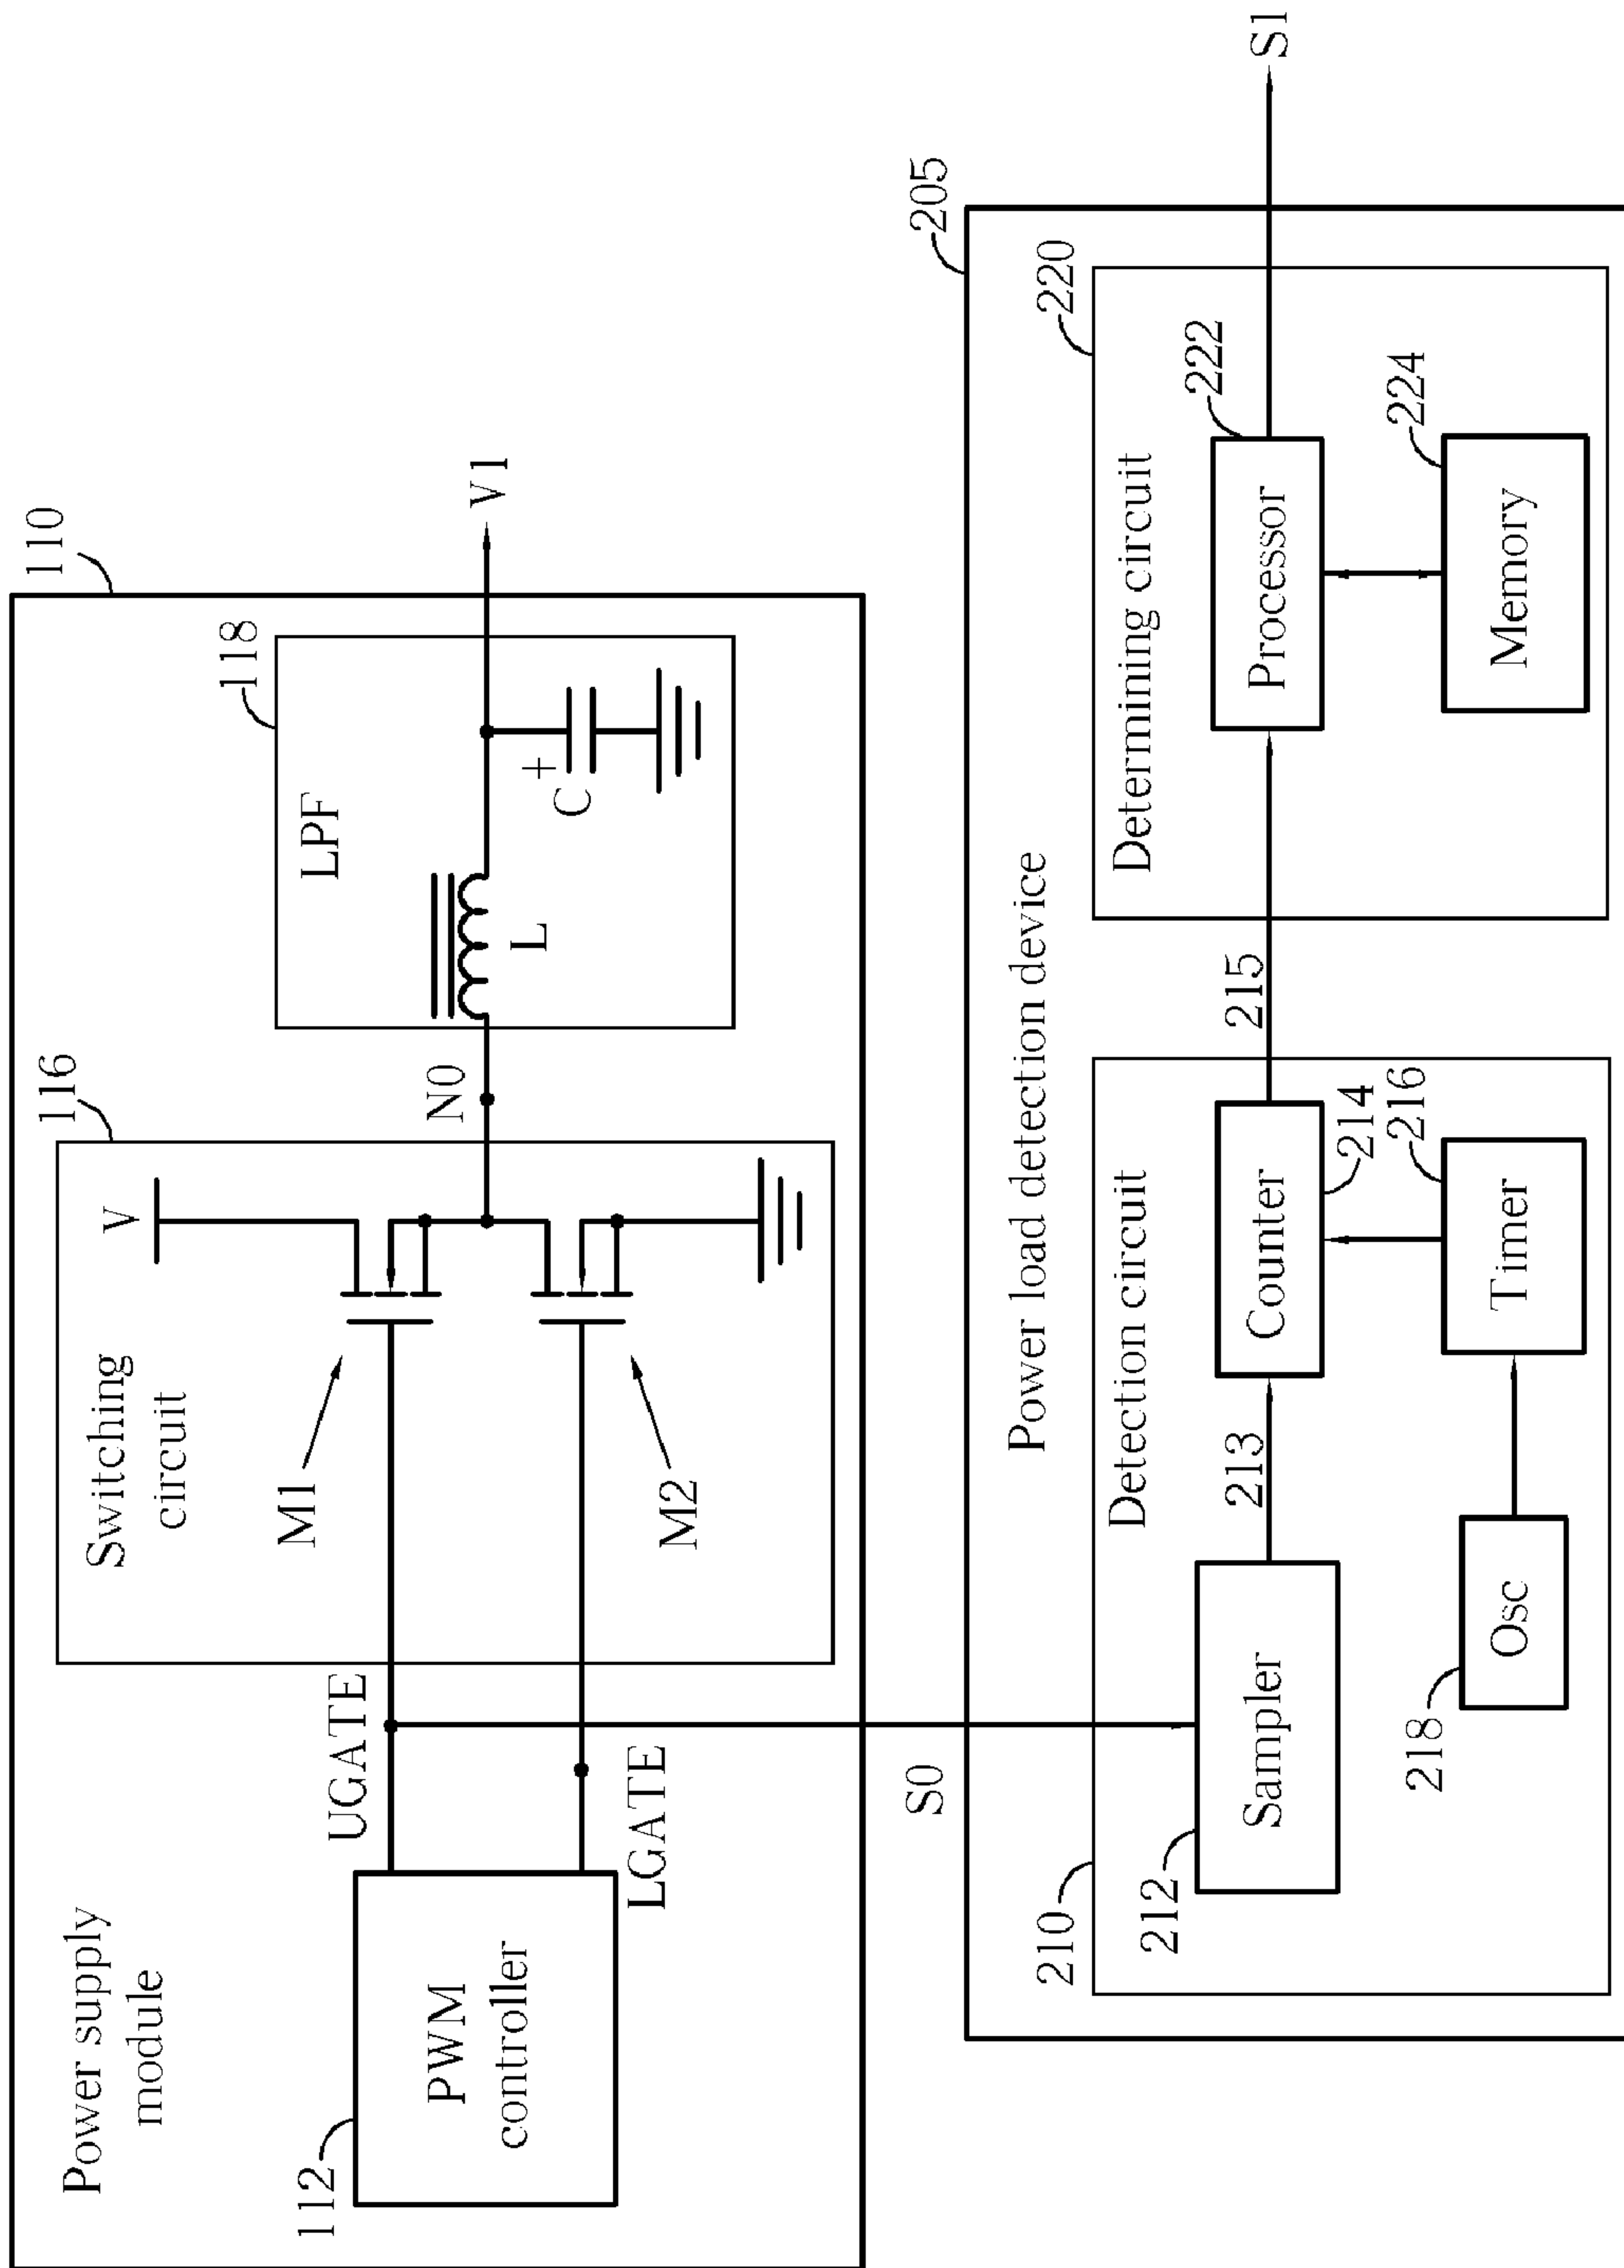 Power supply
module
110
116
118
Switching
circuit
V
LPF
M1
N0
L
+
C
V1
112
UGATE
PWM
controller
LGATE
M2
S0
205
Power load detection device
210
Detection circuit
220
Determining circuit
212
Sampler
213
Counter
214
215
Processor
222
S1
218
Osc
216
Timer
224
Memory